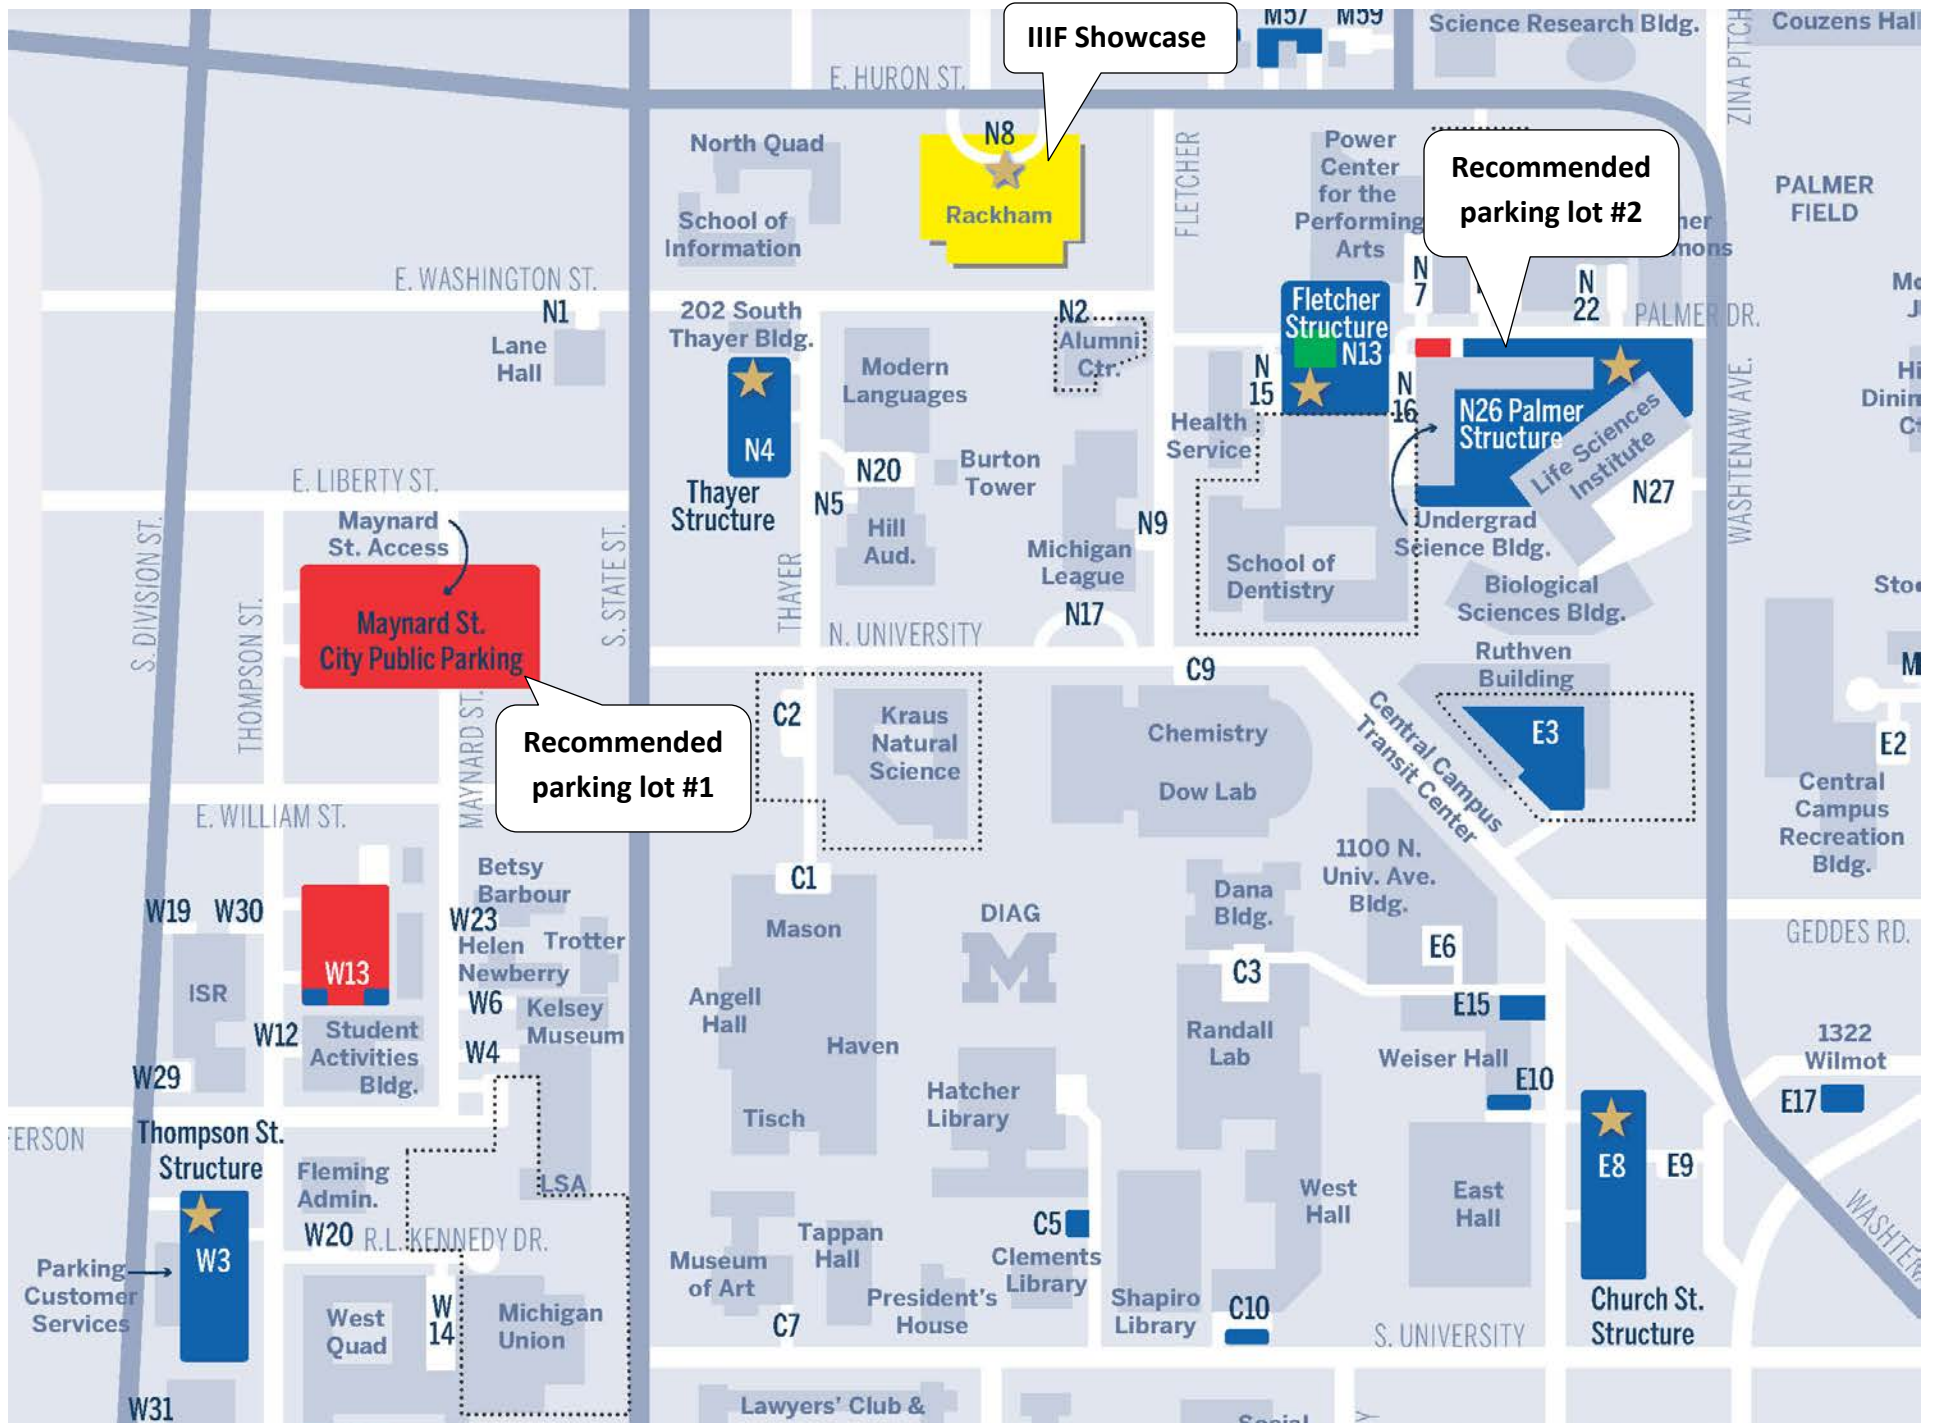 IIIF Showcase
M57
M59
Science Research Bldg.
ZINA PITCH
Couzens Hall
E. HURON ST.
North Quad
N8
Rackham
School of
Information
FLETCHER
Power
Center
for the
Performing
Arts
Recommended
parking lot #2
PALMER
FIELD
E. WASHINGTON ST.
N1
Lane
Hall
202 South
Thayer Bldg.
N2
Alumni
Ctr.
Modern
Languages
Fletcher
Structure
N13
N
7
N
22
PALMER DR.
N
15
N
16
N26 Palmer
Structure
Life Sciences
Institute
N27
WASHTENAW AVE.
Health
Service
N4
Thayer
Structure
N20
N5
Burton
Tower
Hill
Aud.
N9
Michigan
League
School of
Dentistry
Undergrad
Science Bldg.
Biological
Sciences Bldg.
E. LIBERTY ST.
Maynard
St. Access
Maynard St.
City Public Parking
S. DIVISION ST.
THOMPSON ST.
S. STATE ST.
THAYER
N. UNIVERSITY
N17
C9
Ruthven
Building
E3
Recommended
parking lot #1
MAYNARD ST.
E. WILLIAM ST.
C2
Kraus
Natural
Science
Chemistry
Dow Lab
Central Campus
Transit Center
E2
Central
Campus
Recreation
Bldg.
Betsy
Barbour
W19
W30
W23
Helen
Newberry
Trotter
W13
ISR
W6
Kelsey
Museum
W12
Student
Activities
Bldg.
W4
W29
C1
Mason
Angell
Hall
Haven
Tisch
DIAG
M
Hatcher
Library
Dana
Bldg.
1100 N.
Univ. Ave.
Bldg.
E6
C3
Randall
Lab
E15
Weiser Hall
E10
GEDDES RD.
1322
Wilmot
E17
FERSON
Thompson St.
Structure
W3
Fleming
Admin.
LSA
W20
R.L. KENNEDY DR.
Parking
Customer
Services
West
Quad
W
14
Michigan
Union
W31
Museum
of Art
Tappan
Hall
C5
Clements
Library
President's
House
C7
Shapiro
Library
C10
West
Hall
East
Hall
E8
E9
Church St.
Structure
S. UNIVERSITY
Lawyers' Club &